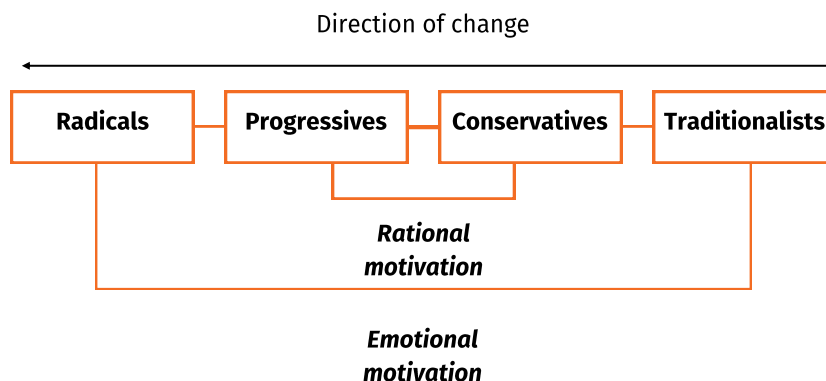 Direction of change
Radicals
Progressives
Conservatives
Traditionalists
Rational
motivation
Emotional
motivation